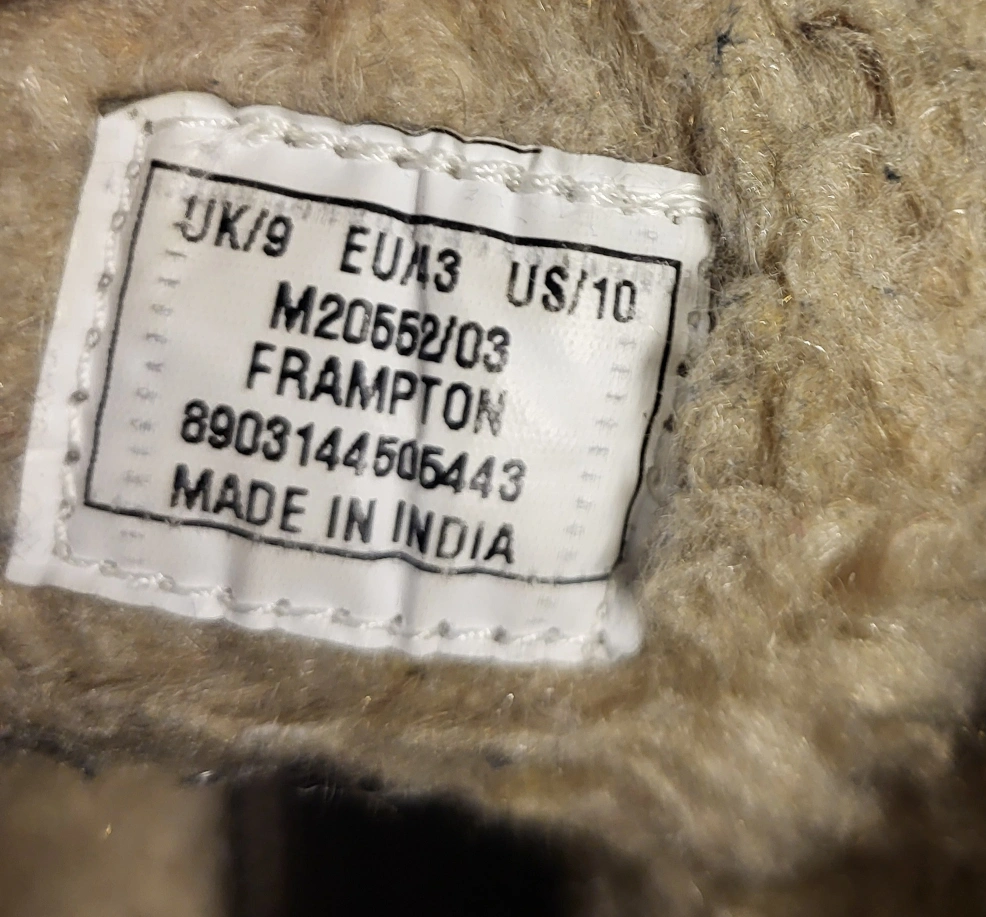 UK/9 EU/43 US/10
M20552/03
FRAMPTON
8903144505443
MADE IN INDIA